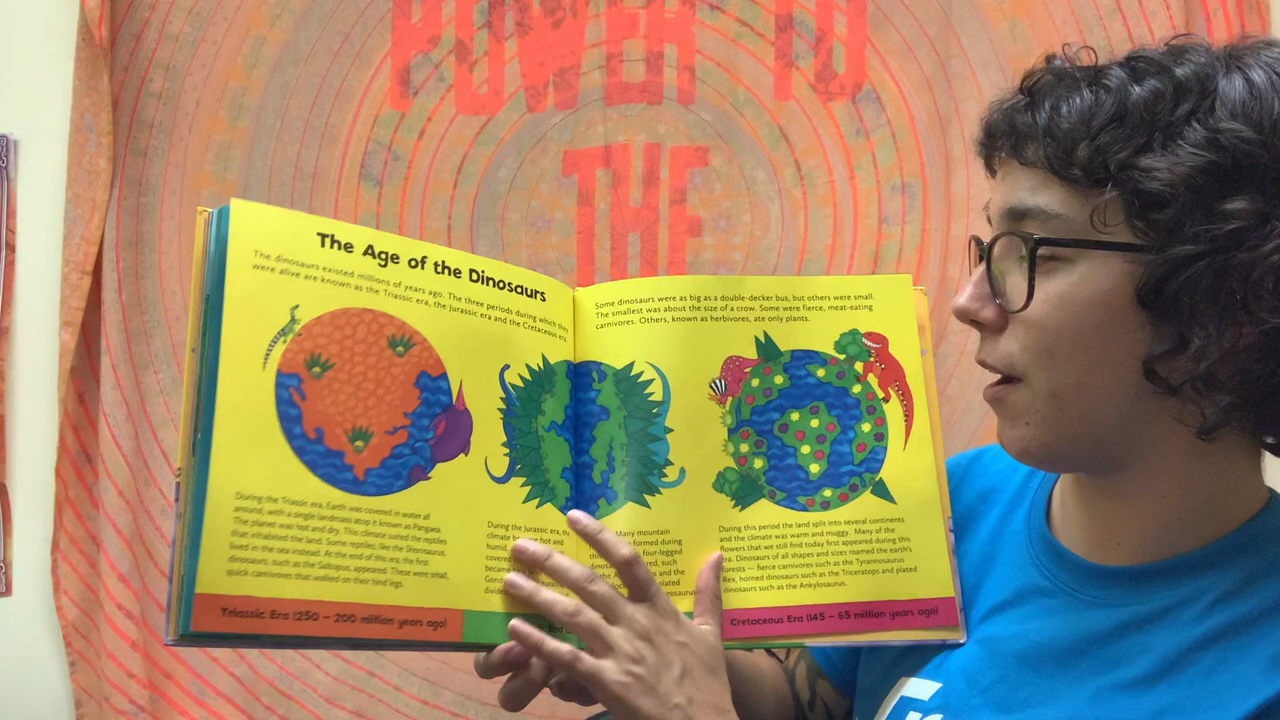 POWER TO
THE
The Age of the Dinosaurs
The dinosaurs existed millions of years ago. The three periods during which they
were alive are known as the Triassic era, the Jurassic era and the Cretaceous era.
Some dinosaurs were as big as a double-decker bus, but others were small.
The smallest was about the size of a crow. Some were fierce, meat-eating
carnivores. Others, known as herbivores, ate only plants.
During the Triassic era, Earth was covered in water all
around, with a single landmass atop it known as Pangaea.
The planet was hot and dry. This climate suited the reptiles
that inhabited the land. Some reptiles, like the Shonisaurus,
lived in the sea instead. At the end of this era, the first
dinosaurs, such as the Saltopus, appeared. These were small,
quick carnivores that walked on their hind legs.
Triassic Era (250 – 200 million years ago)
During the Jurassic era, the
climate hot and
humid,
covered
became
Gond
divide
Many mountain
formed during
four-legged
dinosa such
the and the
plated
Era
During this period the land split into several continents
and the climate was warm and muggy. Many of the
flowers that we still find today first appeared during this
era. Dinosaurs of all shapes and sizes roamed the earth's
forests — fierce carnivores such as the Tyrannosaurus
Rex, horned dinosaurs such as the Triceratops and plated
dinosaurs such as the Ankylosaurus.
Cretaceous Era (145 – 65 million years ago)